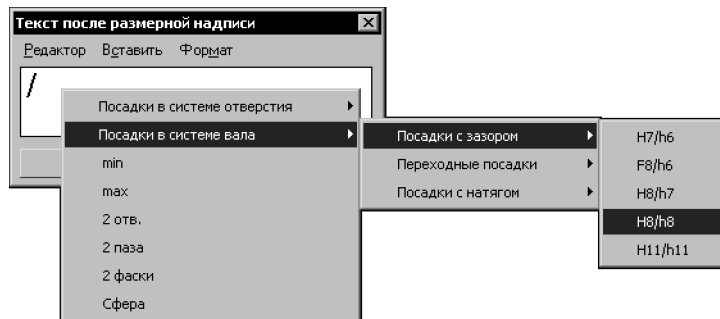 Текст после размерной надписи
Редактор Вставить Формат
/
Посадки в системе отверстия
Посадки в системе вала
min
max
2 отв.
2 паза
2 фаски
Сфера
Посадки с зазором
Переходные посадки
Посадки с натягом
H7/h6
F8/h6
H8/h7
H8/h8
H11/h11